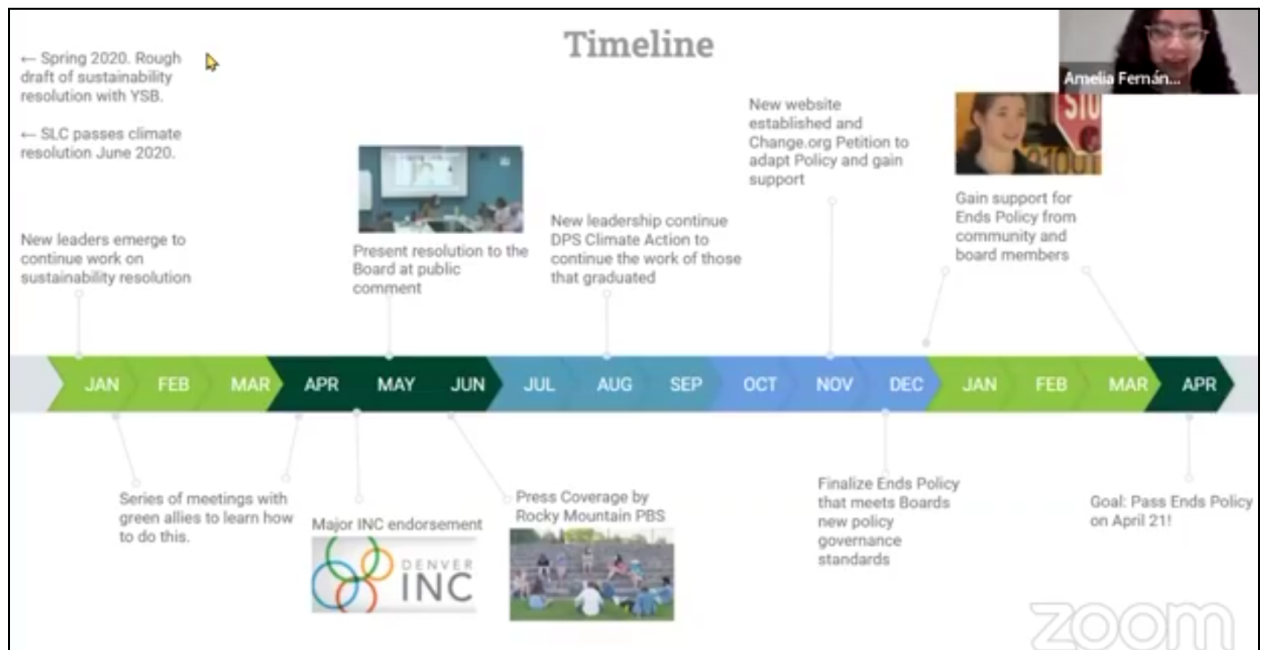 Timeline
← Spring 2020. Rough
draft of sustainability
resolution with YSB.
← SLC passes climate
resolution June 2020.
Amelia Fernán...
New leaders emerge to
continue work on
sustainability resolution
Present resolution to the
Board at public
comment
New leadership continue
DPS Climate Action to
continue the work of those
that graduated
New website
established and
Change.org Petition to
adapt Policy and gain
support
STO
Gain support for
Ends Policy from
community and
board members
JAN FEB MAR APR MAY JUN JUL AUG SEP OCT NOV DEC JAN FEB MAR APR
Series of meetings with
green allies to learn how
to do this.
Major INC endorsement
DENVER
INC
Press Coverage by
Rocky Mountain PBS
Finalize Ends Policy
that meets Boards
new policy
governance
standards
Goal: Pass Ends Policy
on April 21!
zoom